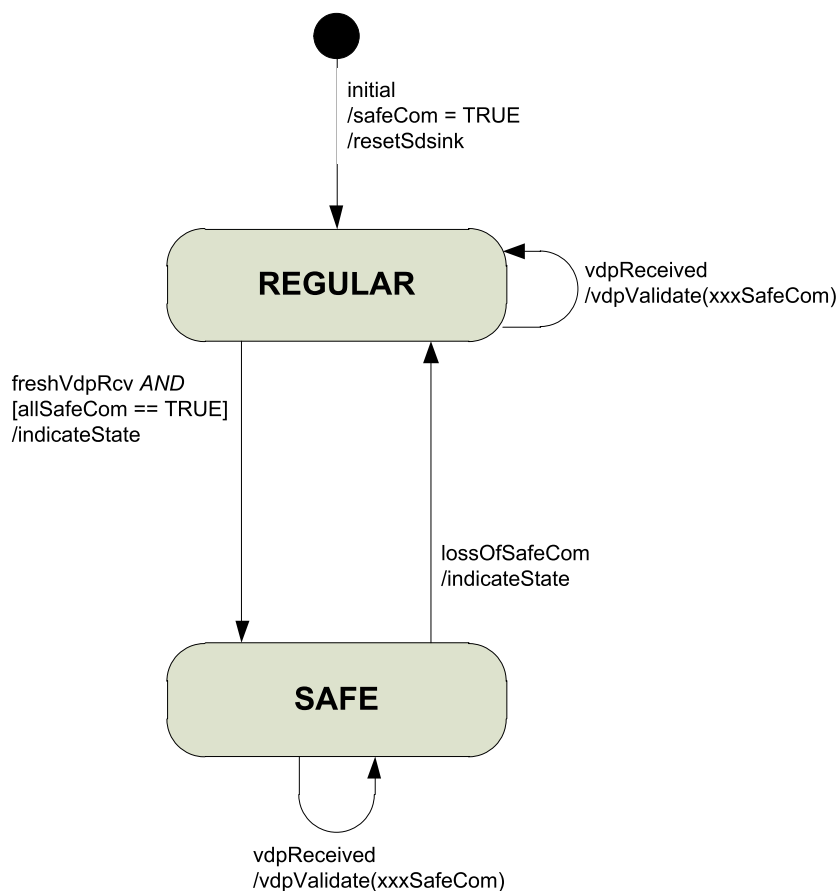 initial
/safeCom = TRUE
/resetSdsink
REGULAR
vdpReceived
/vdpValidate(xxxSafeCom)
freshVdpRcv AND
[allSafeCom == TRUE]
/indicateState
lossOfSafeCom
/indicateState
SAFE
vdpReceived
/vdpValidate(xxxSafeCom)